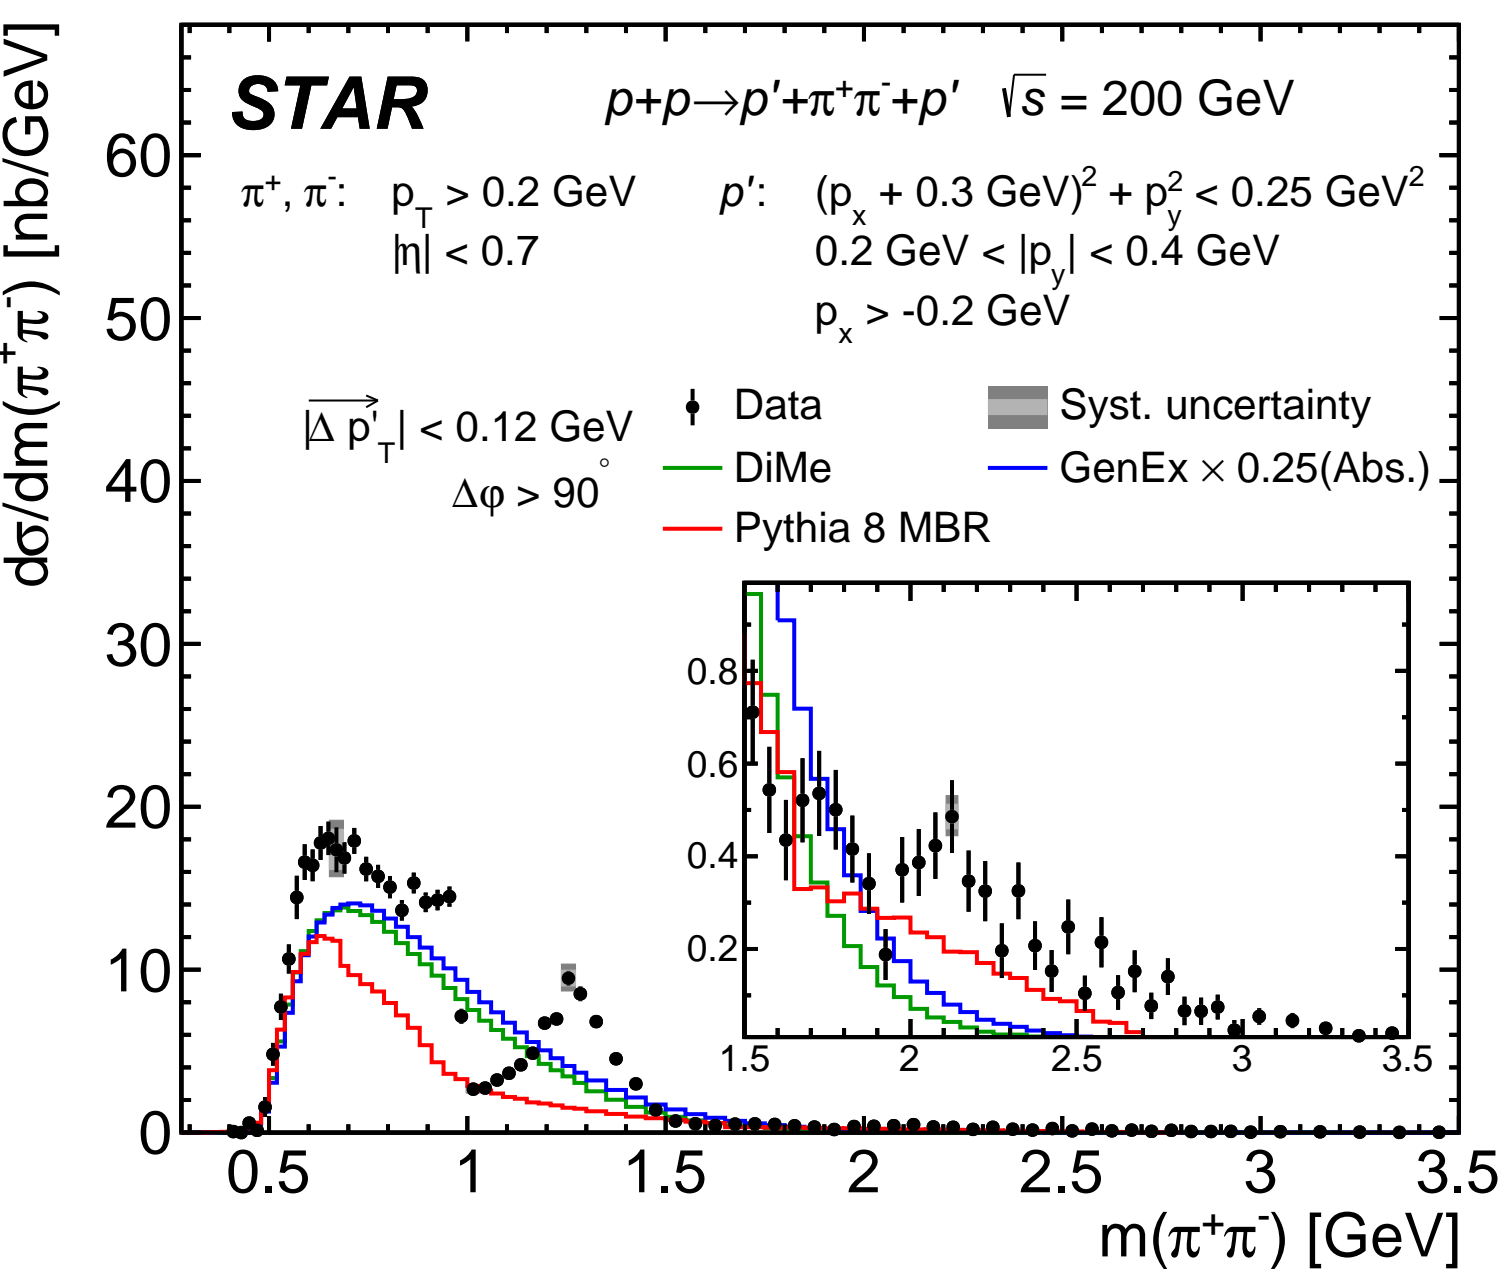 dσ/dm(π⁺π⁻) [nb/GeV]
STAR
p+p→p′+π⁺π⁻+p′ √s = 200 GeV
π⁺, π⁻: p_T > 0.2 GeV
|η| < 0.7
p′: (p_x + 0.3 GeV)² + p_y² < 0.25 GeV²
0.2 GeV < |p_y| < 0.4 GeV
p_x > -0.2 GeV
|Δp⃗'_T| < 0.12 GeV
Δφ > 90°
Data
Syst. uncertainty
DiMe
GenEx × 0.25(Abs.)
Pythia 8 MBR
60
50
40
30
20
10
0
0.8
0.6
0.4
0.2
1.5 2 2.5 3 3.5
0.5 1 1.5 2 2.5 3 3.5
m(π⁺π⁻) [GeV]